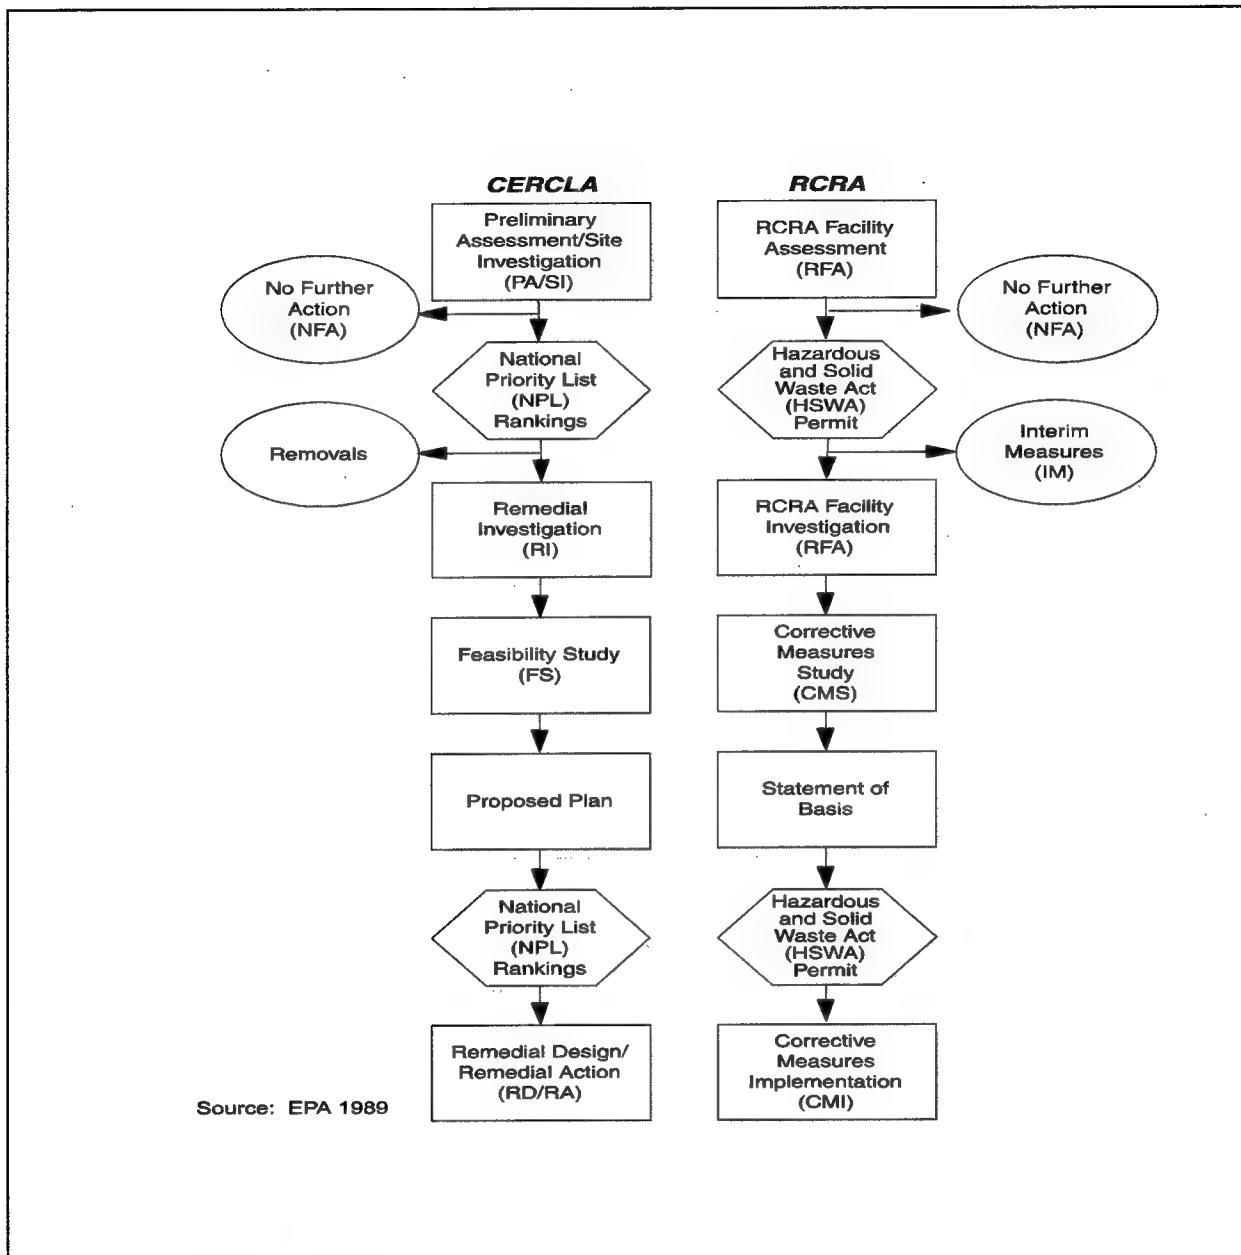 CERCLA
Preliminary
Assessment/Site
Investigation
(PA/SI)
No Further
Action
(NFA)
National
Priority List
(NPL)
Rankings
Removals
Remedial
Investigation
(RI)
Feasibility Study
(FS)
Proposed Plan
National
Priority List
(NPL)
Rankings
Remedial Design/
Remedial Action
(RD/RA)
RCRA
RCRA Facility
Assessment
(RFA)
No Further
Action
(NFA)
Hazardous
and Solid
Waste Act
(HSWA)
Permit
Interim
Measures
(IM)
RCRA Facility
Investigation
(RFA)
Corrective
Measures
Study
(CMS)
Statement of
Basis
Hazardous
and Solid
Waste Act
(HSWA)
Permit
Corrective
Measures
Implementation
(CMI)
Source: EPA 1989